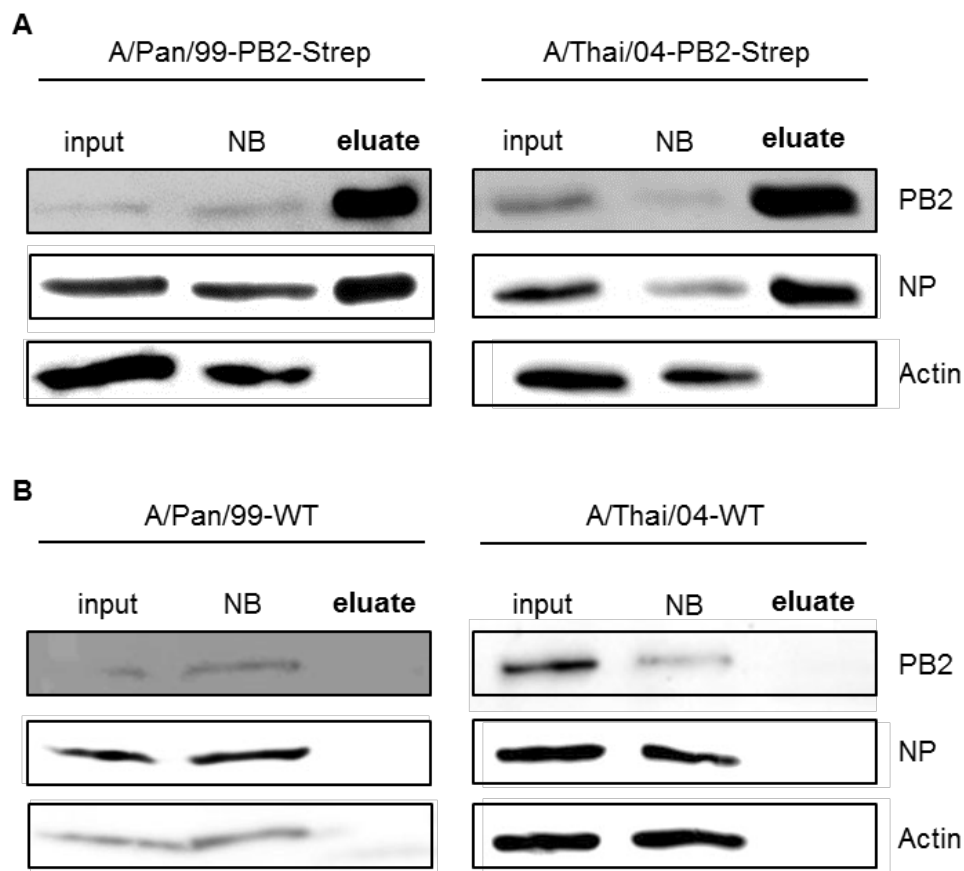 A
A/Pan/99-PB2-Strep A/Thai/04-PB2-Strep
input NB eluate input NB eluate
PB2
NP
Actin
B
A/Pan/99-WT A/Thai/04-WT
input NB eluate input NB eluate
PB2
NP
Actin